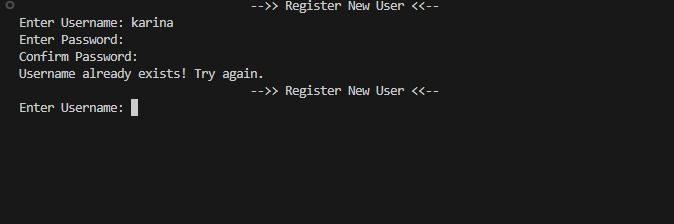 -->> Register New User <<--
Enter Username: karina
Enter Password:
Confirm Password:
Username already exists! Try again.
-->> Register New User <<--
Enter Username: